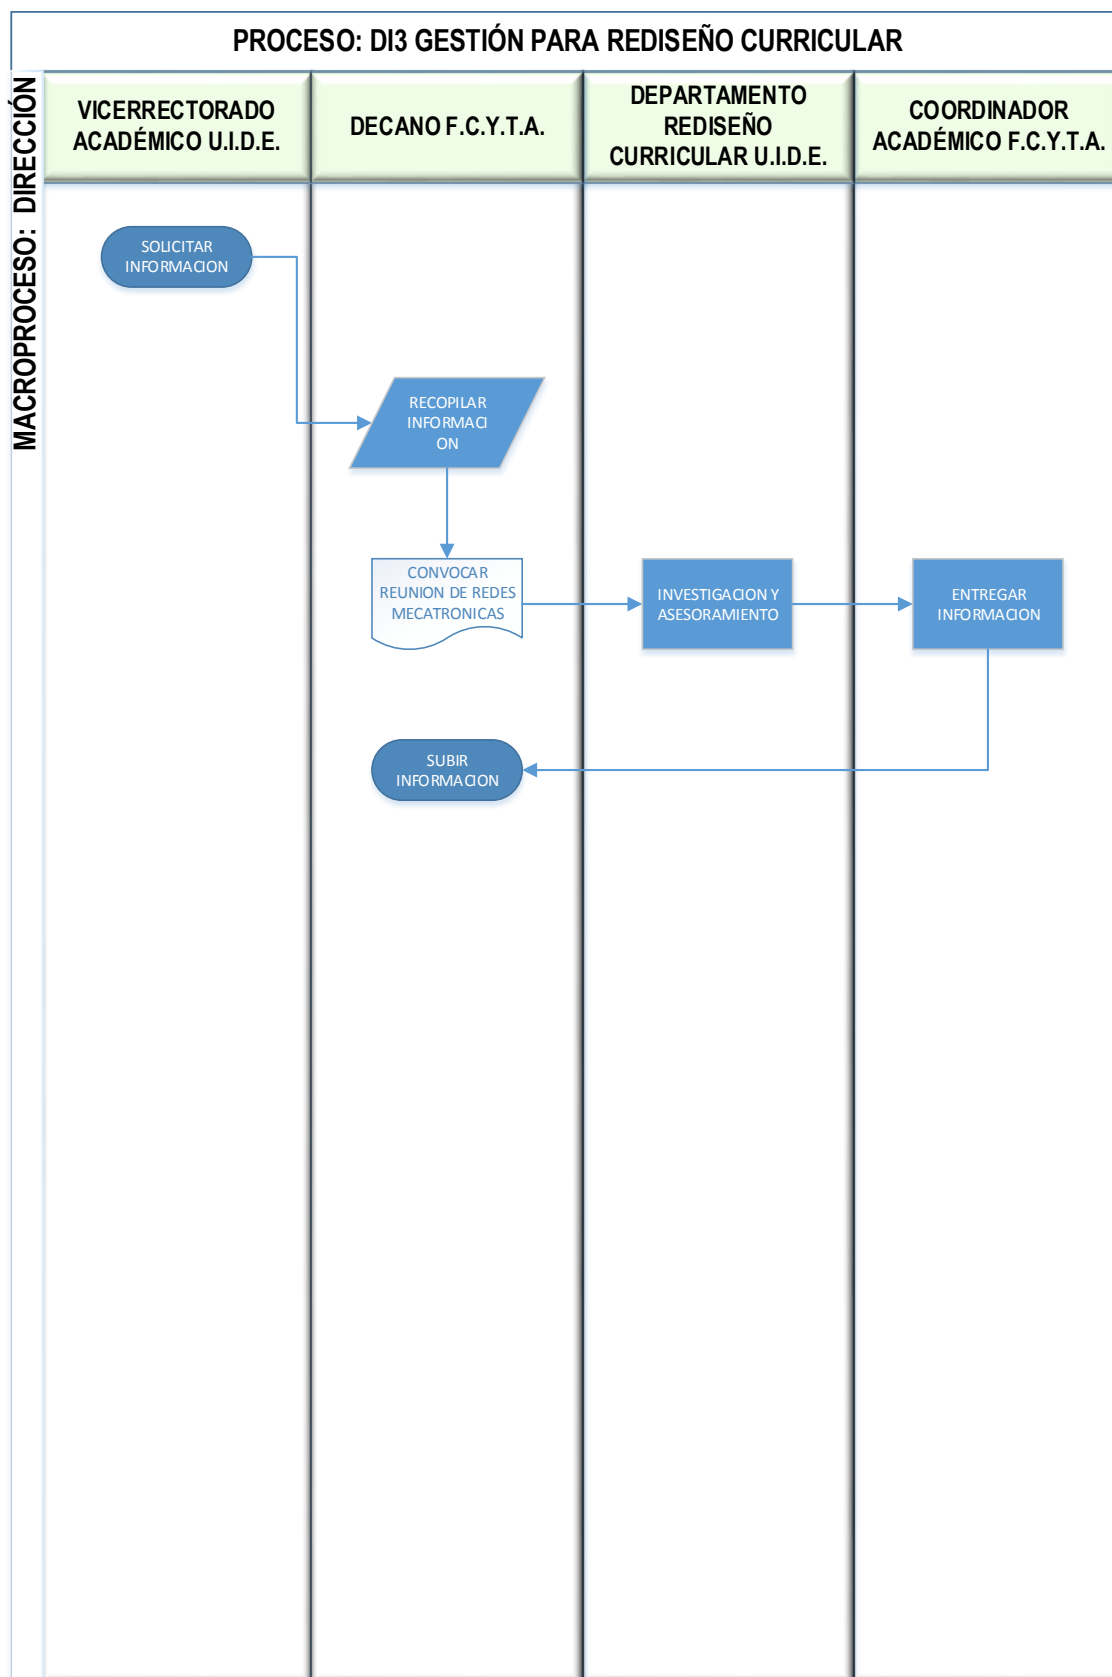 PROCESO: DI3 GESTIÓN PARA REDISEÑO CURRICULAR
MACROPROCESO: DIRECCIÓN
VICERRECTORADO
ACADÉMICO U.I.D.E.
DECANO F.C.Y.T.A.
DEPARTAMENTO
REDISEÑO
CURRICULAR U.I.D.E.
COORDINADOR
ACADÉMICO F.C.Y.T.A.
SOLICITAR
INFORMACION
RECOPILAR
INFORMACI
ON
CONVOCAR
REUNION DE REDES
MECATRONICAS
INVESTIGACION Y
ASESORAMIENTO
ENTREGAR
INFORMACION
SUBIR
INFORMACION